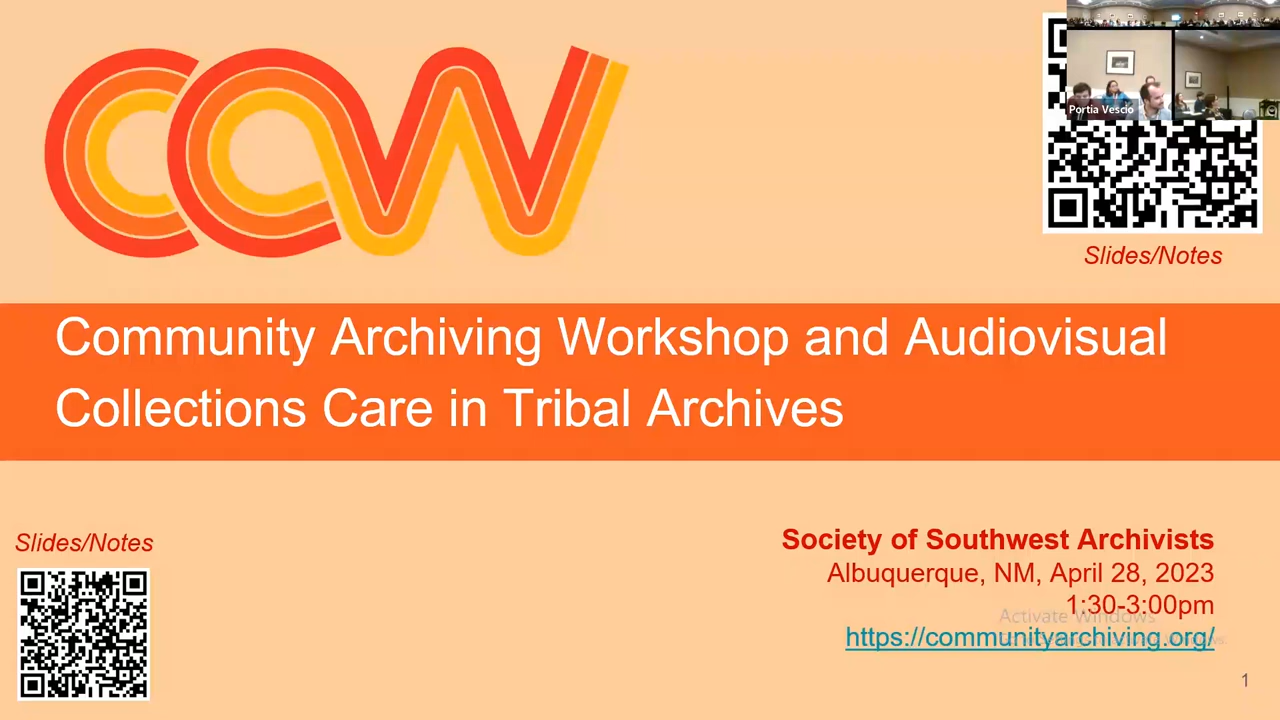 CAW
Portia Vescio
Slides/Notes
Community Archiving Workshop and Audiovisual
Collections Care in Tribal Archives
Slides/Notes
Society of Southwest Archivists
Albuquerque, NM, April 28, 2023
1:30-3:00pm
Activate Windows
https://communityarchiving.org/
1